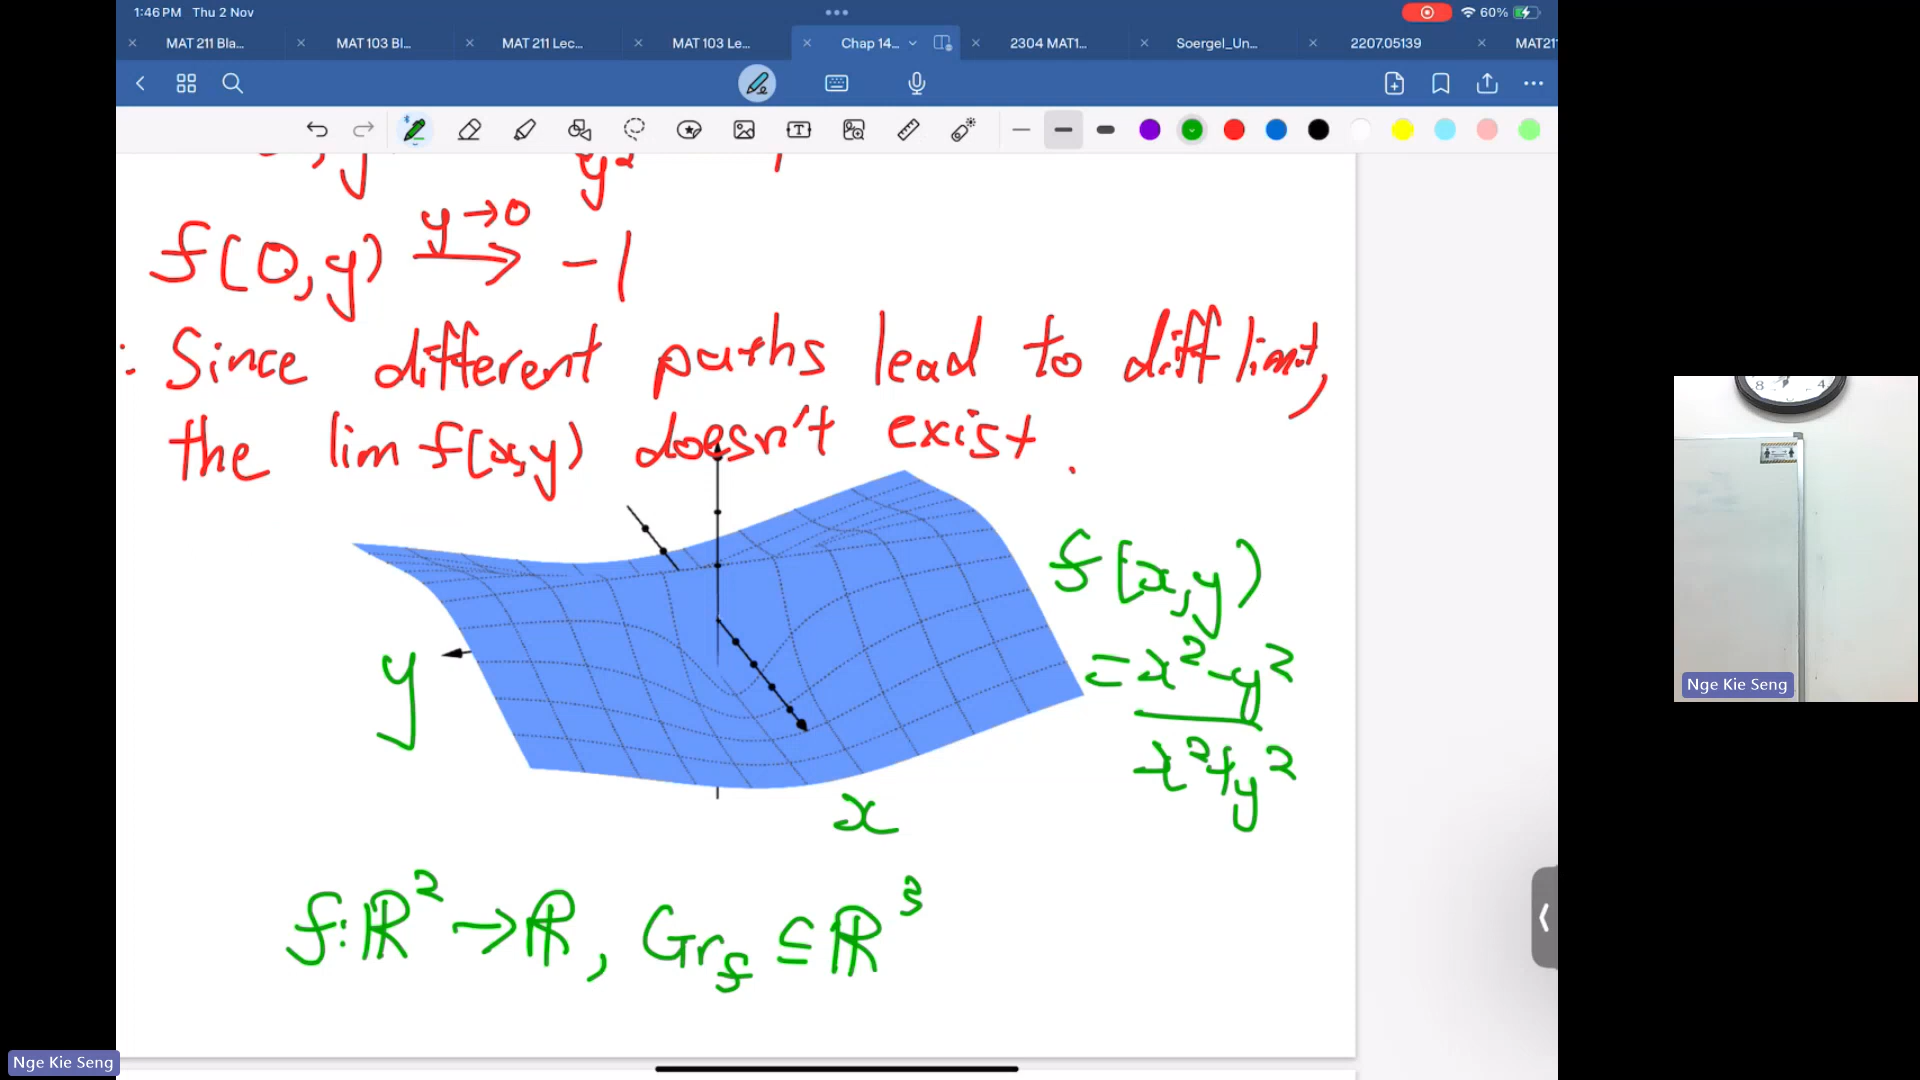 1:46 PM Thu 2 Nov
60%
MAT 211 Bla...
MAT 103 Bl...
MAT 211 Lec...
MAT 103 Le...
Chap 14...
2304 MAT1...
Soergel_Un...
2207.05139
MAT21
f(0,y) y→0 → -1
∴ Since different paths lead to diff limit,
the lim f(x,y) doesn't exist.
f(x,y)
= x²-y²
x²+y²
y
x
f:ℝ² → ℝ, Gr_f ⊆ ℝ³
8 4
Nge Kie Seng
Nge Kie Seng